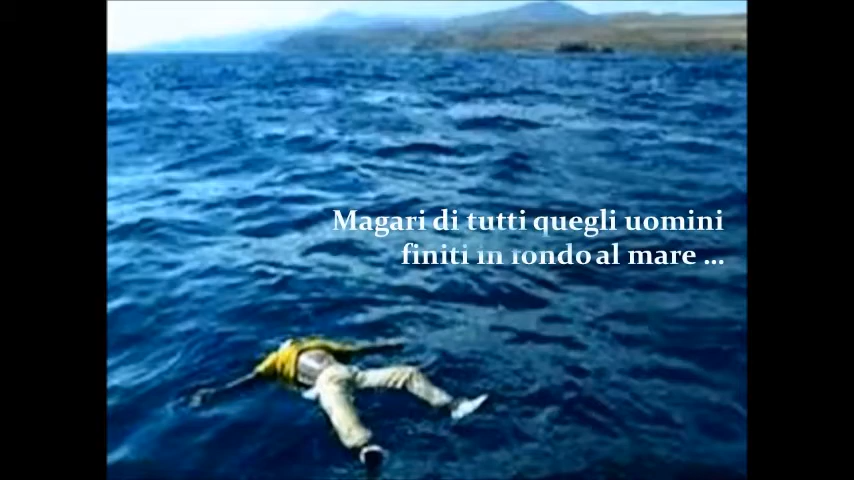 Magari di tutti quegli uomini
finiti in fondo al mare ...